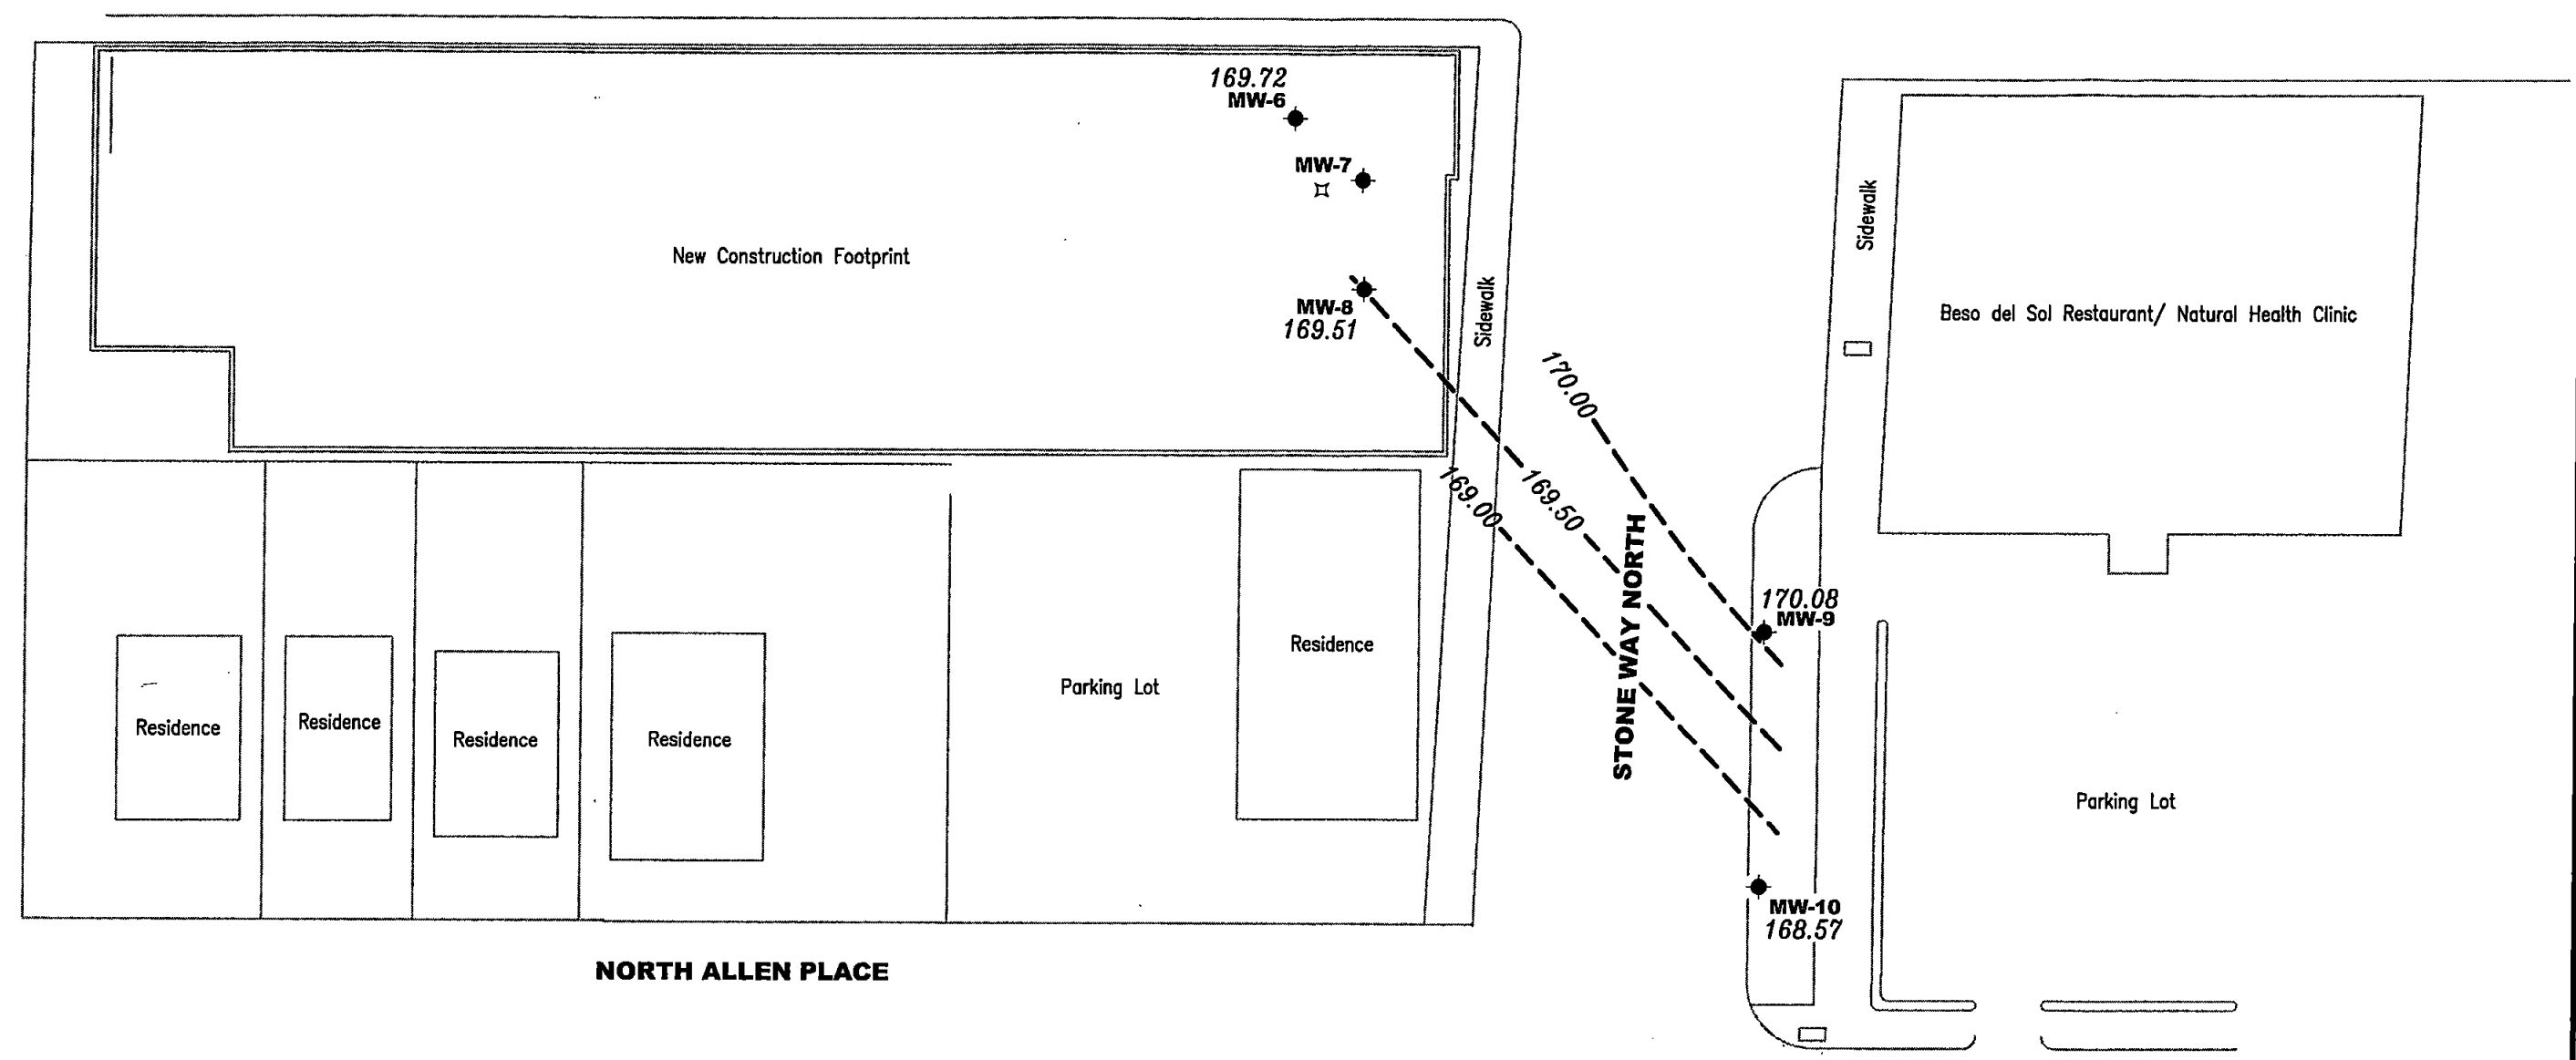 169.72
MW-6
MW-7
New Construction Footprint
MW-8
169.51
Sidewalk
Sidewalk
Beso del Sol Restaurant/ Natural Health Clinic
170.00
169.50
169.00
STONE WAY NORTH
170.08
MW-9
Residence
Residence
Residence
Residence
Residence
Parking Lot
Parking Lot
MW-10
168.57
NORTH ALLEN PLACE